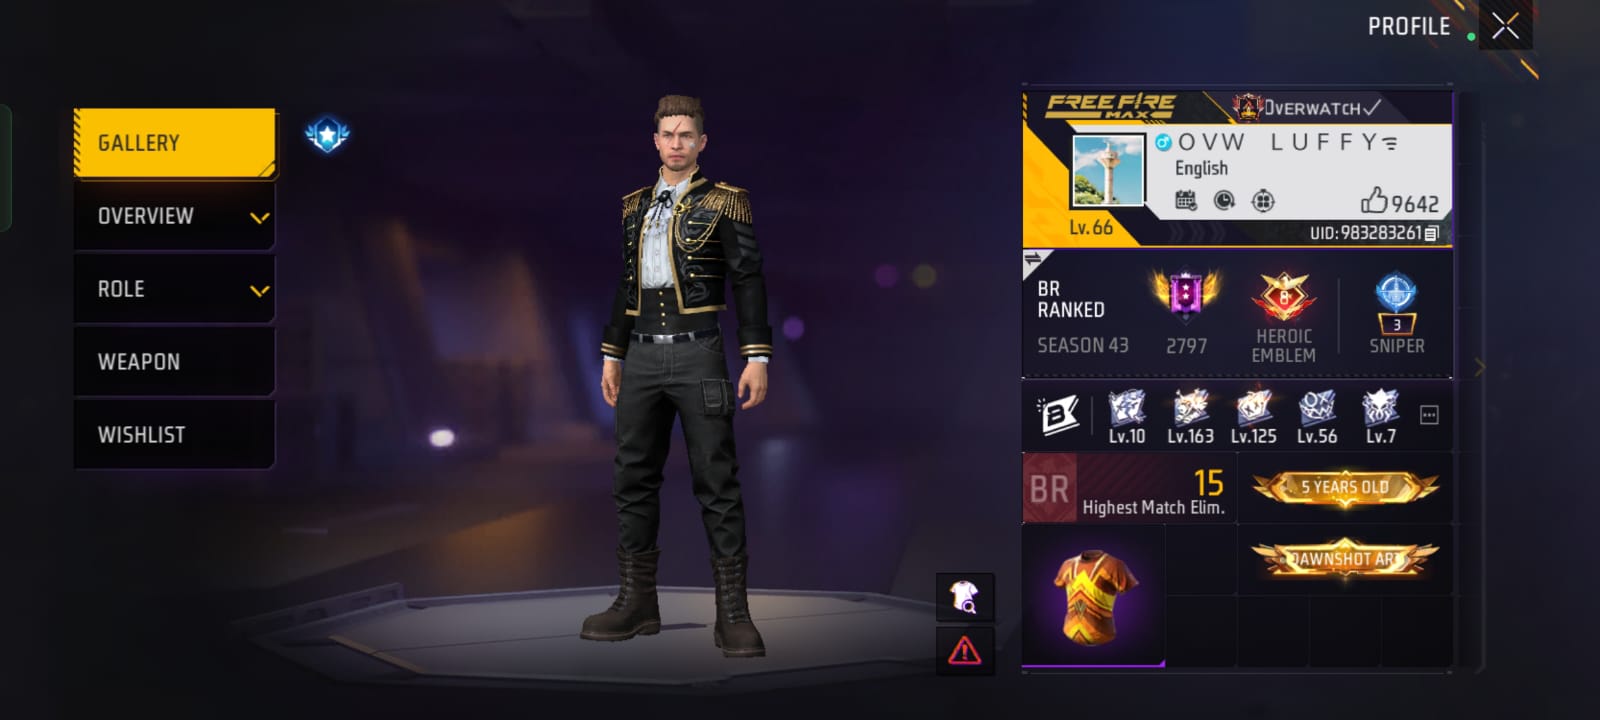 PROFILE
GALLERY
OVERVIEW
ROLE
WEAPON
WISHLIST
FREE FIRE
MAX
OVERWATCH✓
OVW LUFFY
English
9642
Lv.66
UID:983283261
BR
RANKED
SEASON 43
2797
HEROIC
EMBLEM
3
SNIPER
Lv.10
Lv.163
Lv.125
Lv.56
Lv.7
BR
15
Highest Match Elim.
5 YEARS OLD
DAWNSHOT ART